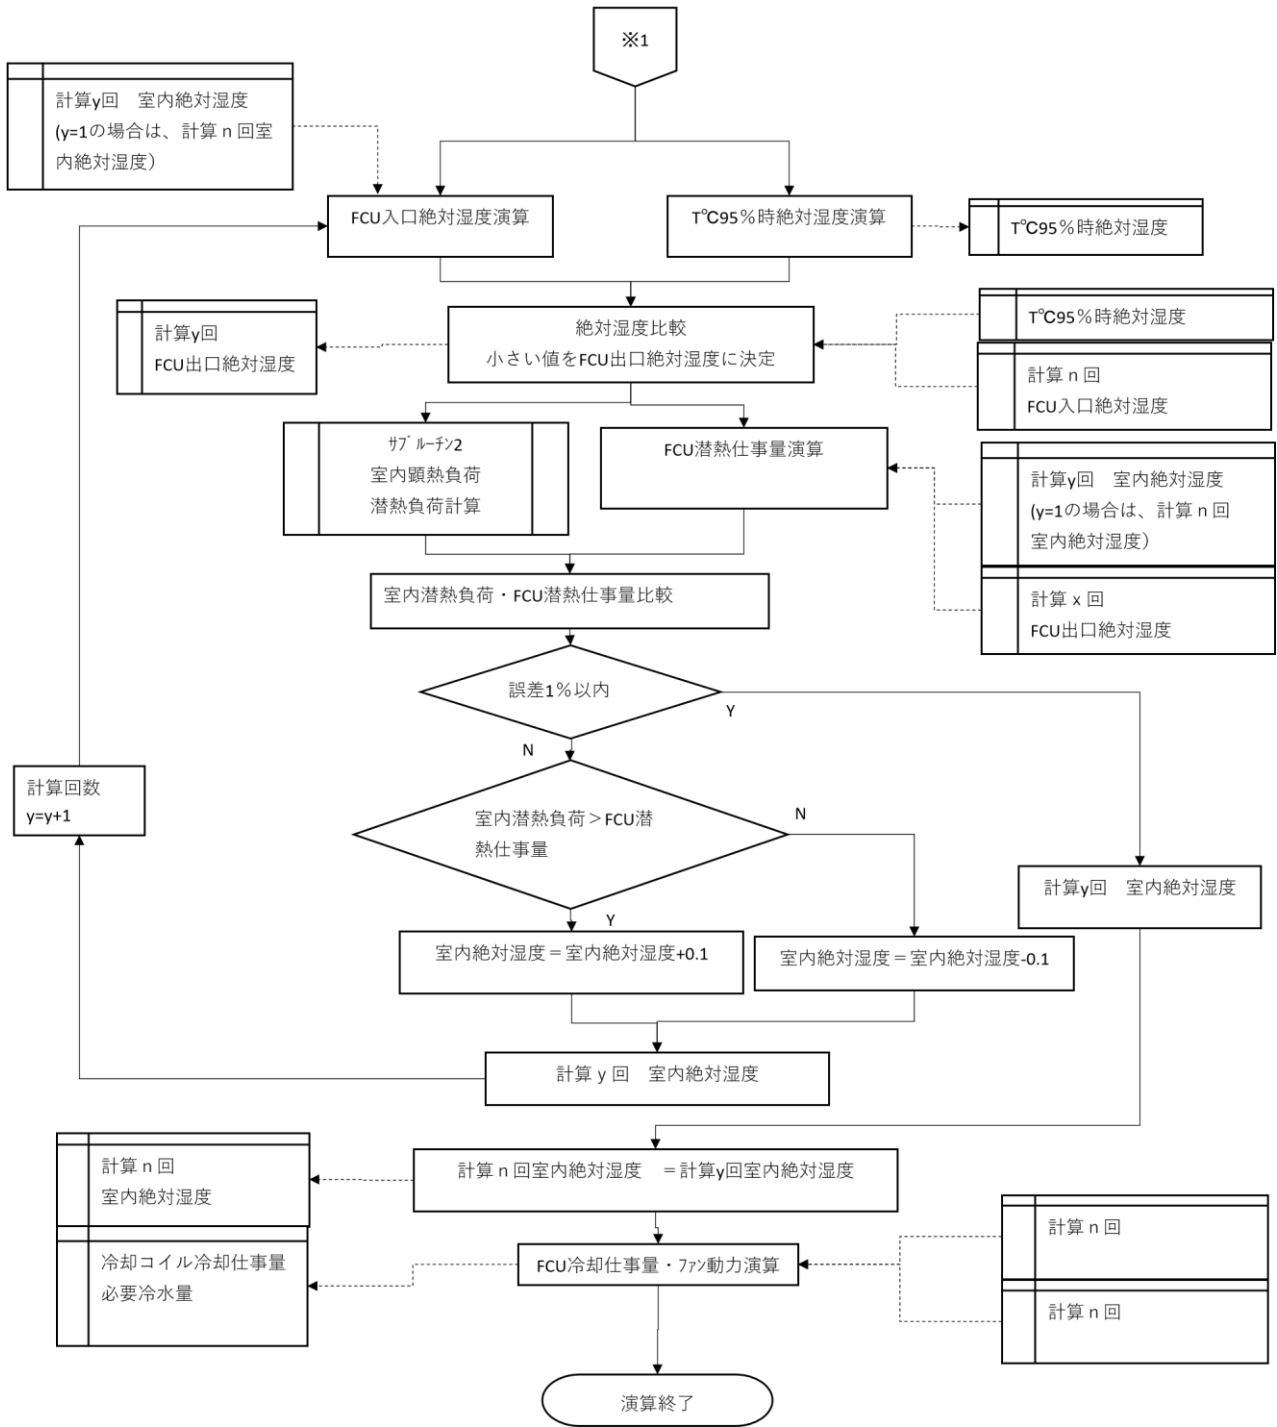 ※1
計算y回　室内絶対湿度
(y=1の場合は、計算ｎ回室
内絶対湿度）
FCU入口絶対湿度演算
T℃95％時絶対湿度演算
T℃95％時絶対湿度
計算y回
FCU出口絶対湿度
絶対湿度比較
小さい値をFCU出口絶対湿度に決定
T℃95％時絶対湿度
計算ｎ回
FCU入口絶対湿度
ｻﾌﾞﾙｰﾁﾝ2
室内顕熱負荷
潜熱負荷計算
FCU潜熱仕事量演算
計算y回　室内絶対湿度
(y=1の場合は、計算ｎ回
室内絶対湿度）
計算ｘ回
FCU出口絶対湿度
室内潜熱負荷・FCU潜熱仕事量比較
誤差1％以内
Y
N
計算回数
y=y+1
室内潜熱負荷＞FCU潜
熱仕事量
N
Y
計算y回　室内絶対湿度
室内絶対湿度＝室内絶対湿度+0.1
室内絶対湿度＝室内絶対湿度-0.1
計算ｙ回　室内絶対湿度
計算ｎ回
室内絶対湿度
計算ｎ回室内絶対湿度　＝計算y回室内絶対湿度
計算ｎ回
冷却コイル冷却仕事量
必要冷水量
FCU冷却仕事量・ﾌｧﾝ動力演算
計算ｎ回
演算終了